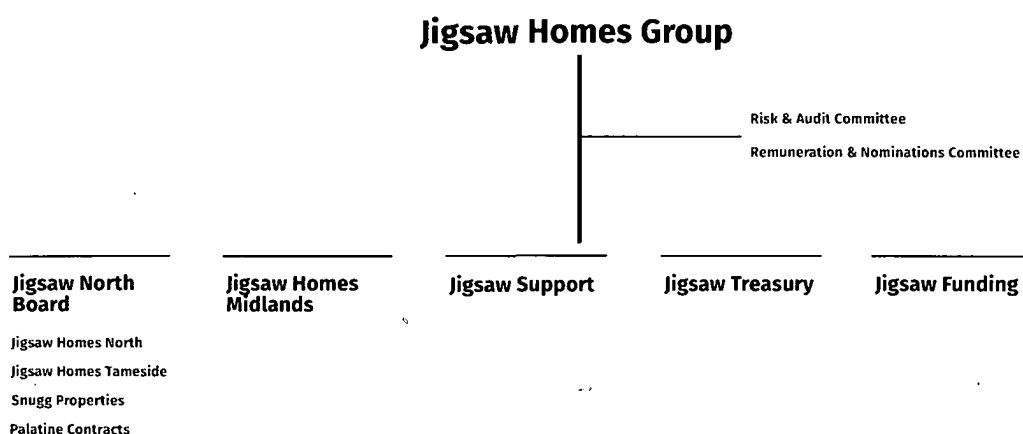 Jigsaw Homes Group
Risk & Audit Committee
Remuneration & Nominations Committee
Jigsaw North
Board
Jigsaw Homes
Midlands
Jigsaw Support
Jigsaw Treasury
Jigsaw Funding
Jigsaw Homes North
Jigsaw Homes Tameside
Snugg Properties
Palatine Contracts